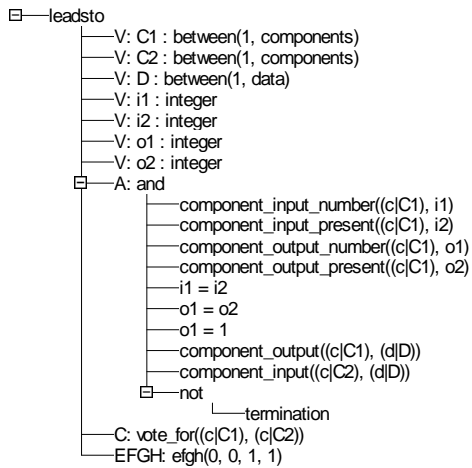 leadsto
V: C1 : between(1, components)
V: C2 : between(1, components)
V: D : between(1, data)
V: i1 : integer
V: i2 : integer
V: o1 : integer
V: o2 : integer
A: and
component_input_number((c|C1), i1)
component_input_present((c|C1), i2)
component_output_number((c|C1), o1)
component_output_present((c|C1), o2)
i1 = i2
o1 = o2
o1 = 1
component_output((c|C1), (d|D))
component_input((c|C2), (d|D))
not
termination
C: vote_for((c|C1), (c|C2))
EFGH: efgh(0, 0, 1, 1)